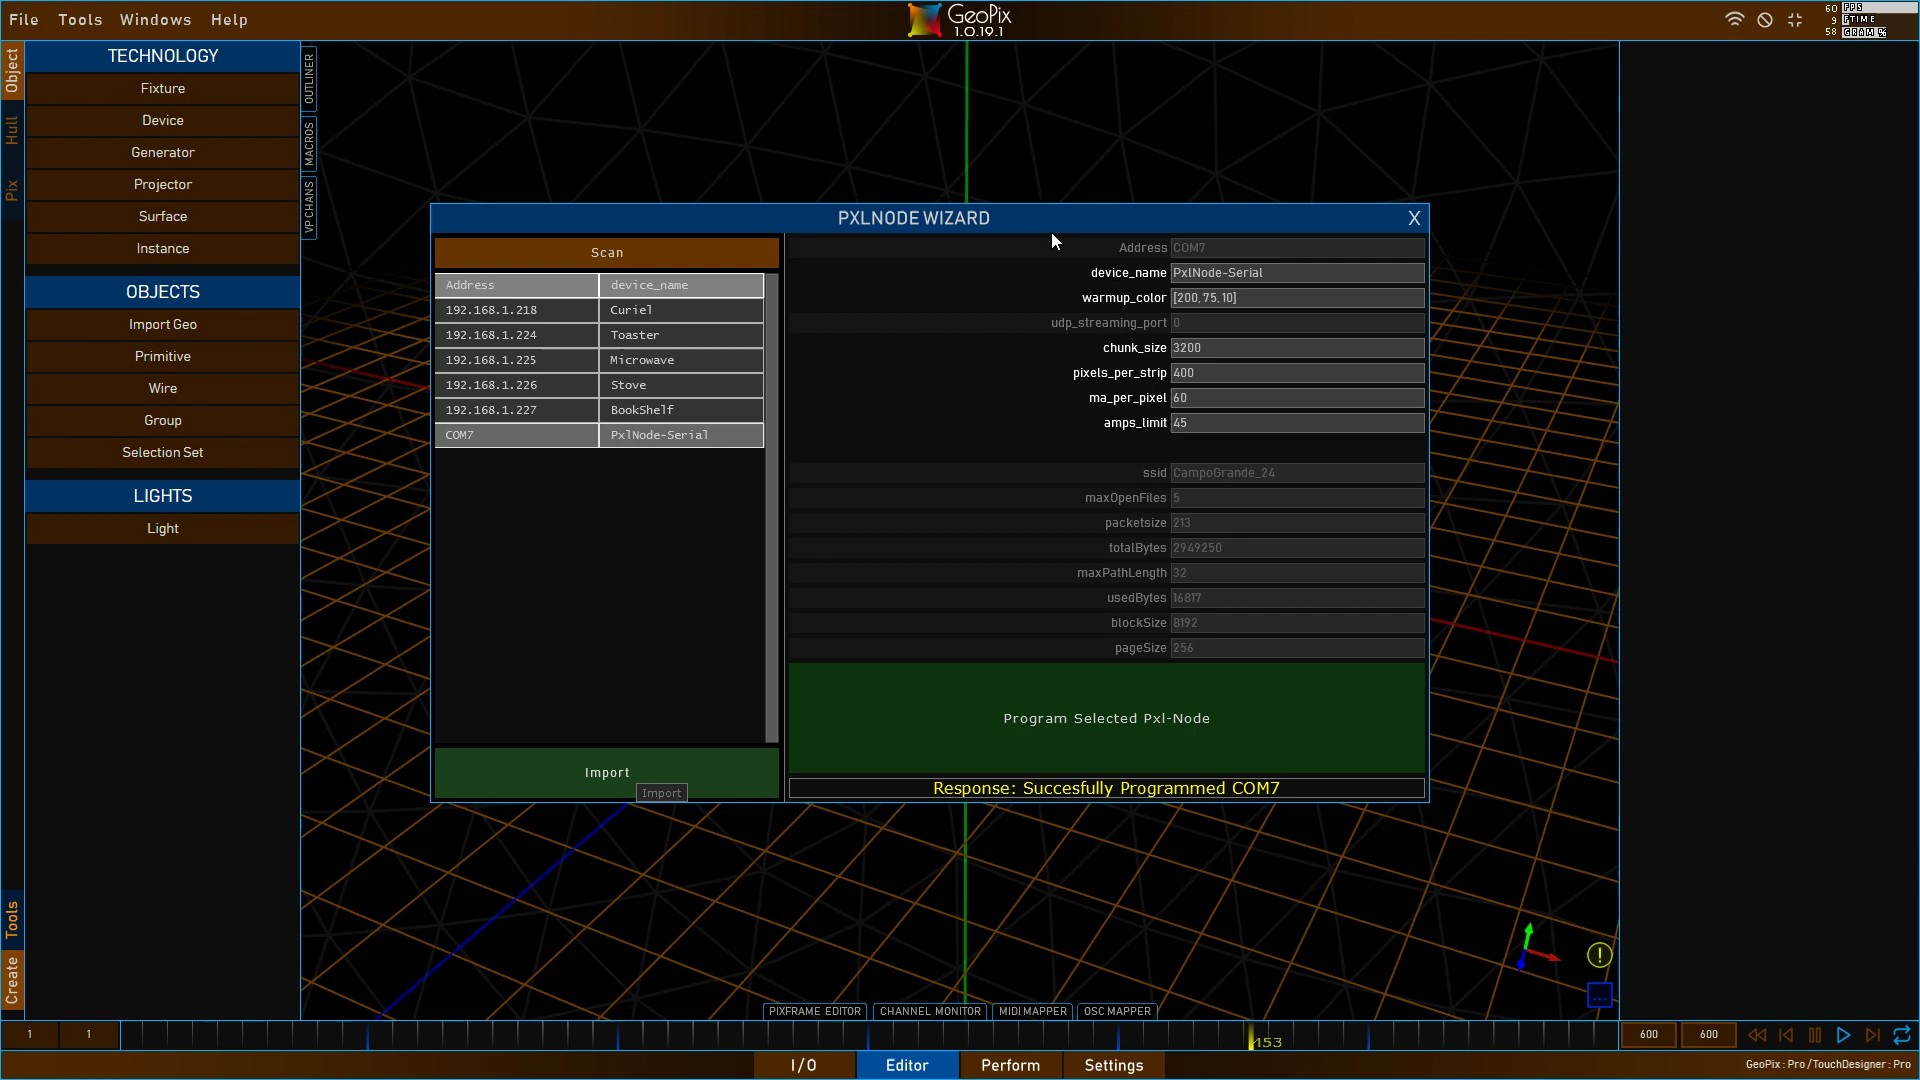 File Tools Windows Help
GeoPix
1.0.19.1
60 FPS
9 FTIME
58 GRAM %
Object
Hull
Pix
Tools
Create
TECHNOLOGY
Fixture
Device
Generator
Projector
Surface
Instance
OBJECTS
Import Geo
Primitive
Wire
Group
Selection Set
LIGHTS
Light
OUTLINER
MACROS
VP CHANS
PXLNODE WIZARD X
Scan
Address device_name
192.168.1.218 Curiel
192.168.1.224 Toaster
192.168.1.225 Microwave
192.168.1.226 Stove
192.168.1.227 BookShelf
COM7 PxlNode-Serial
Import
Import
Address COM7
device_name PxlNode-Serial
warmup_color [200,75,10]
udp_streaming_port 0
chunk_size 3200
pixels_per_strip 400
ma_per_pixel 60
amps_limit 45
ssid CampoGrande_24
maxOpenFiles 5
packetsize 213
totalBytes 2949250
maxPathLength 32
usedBytes 16817
blockSize 8192
pageSize 256
Program Selected Pxl-Node
Response: Succesfully Programmed COM7
!
...
PIXFRAME EDITOR CHANNEL MONITOR MIDI MAPPER OSC MAPPER
1 1 453 600 600
I/O Editor Perform Settings
GeoPix : Pro / TouchDesigner : Pro